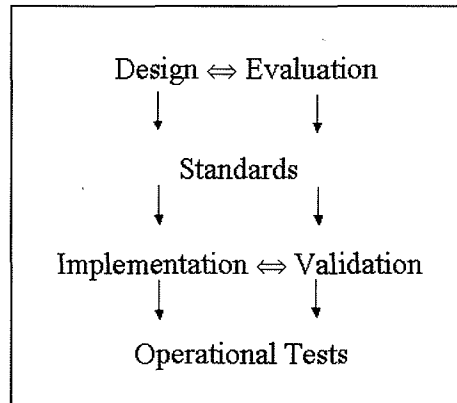 Design ⇔ Evaluation
Standards
Implementation ⇔ Validation
Operational Tests